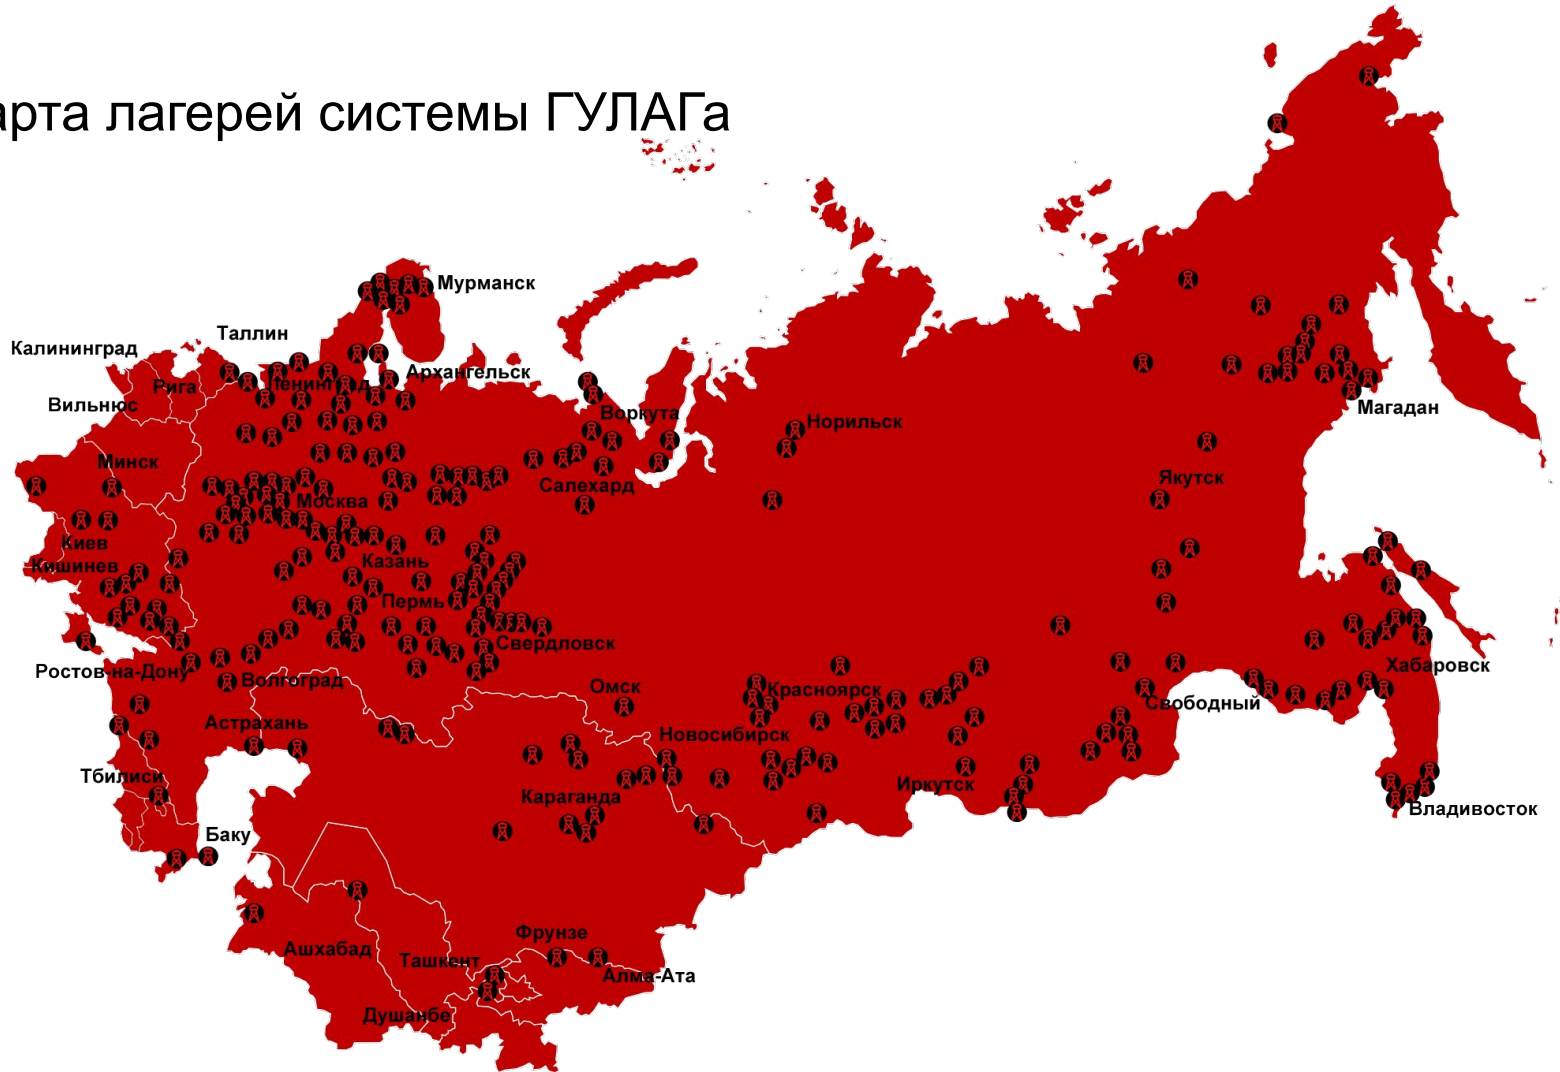 арта лагерей системы ГУЛАГа
Мурманск
Таллин
Калининград
Архангельск
Рига
Ленинград
Вильнюс
Воркута
Магадан
Норильск
Минск
Якутск
Салехард
Москва
Киев
Казань
Кишинев
Пермь
Свердловск
Хабаровск
Ростов-на-Дону
Волгоград
Омск
Красноярск
Свободный
Астрахань
Новосибирск
Тбилиси
Иркутск
Караганда
Владивосток
Баку
Фрунзе
Ашхабад
Ташкент
Алма-Ата
Душанбе